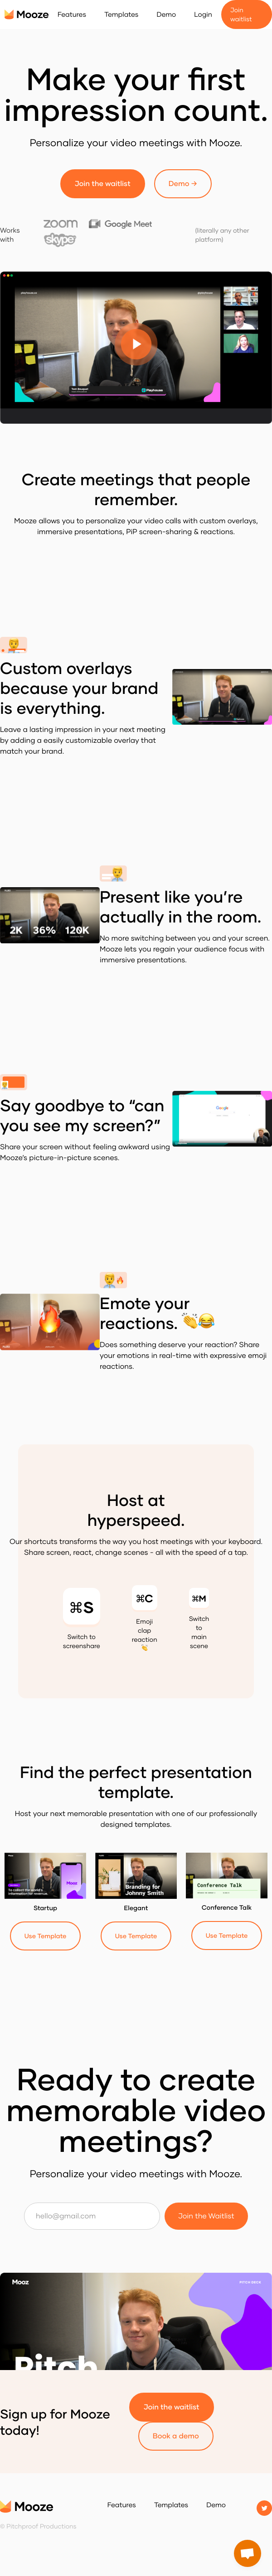 Mooze
Features
Templates
Demo
Login
Join
waitlist
Make your first
impression count.
Personalize your video meetings with Mooze.
Join the waitlist
Demo →
Works
with
zoom
Google Meet
skype
(literally any other
platform)
Create meetings that people
remember.
Mooze allows you to personalize your video calls with custom overlays,
immersive presentations, PiP screen-sharing & reactions.
Custom overlays
because your brand
is everything.
Leave a lasting impression in your next meeting
by adding a easily customizable overlay that
match your brand.
2K
36%
120K
Present like you’re
actually in the room.
No more switching between you and your screen.
Mooze lets you regain your audience focus with
immersive presentations.
Say goodbye to “can
you see my screen?”
Share your screen without feeling awkward using
Mooze’s picture-in-picture scenes.
Google
Emote your
reactions. 👏😂
Does something deserve your reaction? Share
your emotions in real-time with expressive emoji
reactions.
Host at
hyperspeed.
Our shortcuts transforms the way you host meetings with your keyboard.
Share screen, react, change scenes - all with the speed of a tap.
⌘S
Switch to
screenshare
⌘C
Emoji
clap
reaction
👏
⌘M
Switch
to
main
scene
Find the perfect presentation
template.
Host your next memorable presentation with one of our professionally
designed templates.
Branding for
Johnny Smith
Conference Talk
Startup
Elegant
Conference Talk
Use Template
Use Template
Use Template
Ready to create
memorable video
meetings?
Personalize your video meetings with Mooze.
hello@gmail.com
Join the Waitlist
Mooz
Pitch
Sign up for Mooze
today!
Join the waitlist
Book a demo
Mooze
Features
Templates
Demo
© Pitchproof Productions